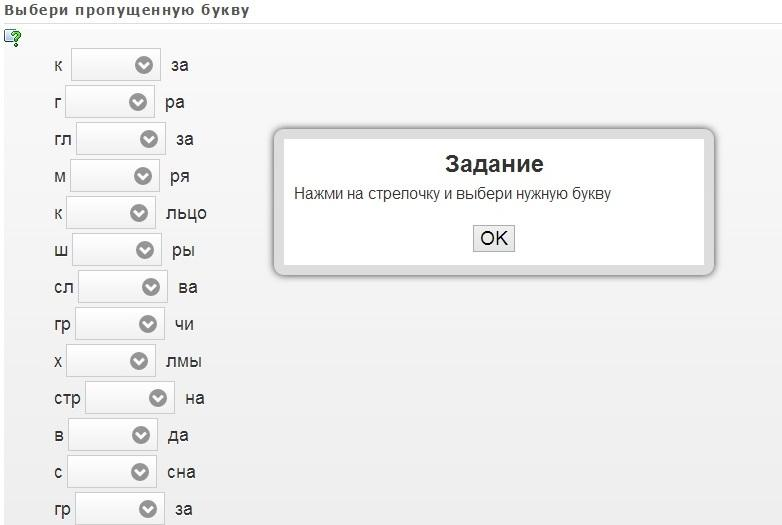 Выбери пропущенную букву
к за
г ра
гл за
м ря
к льцо
ш ры
сл ва
гр чи
х лмы
стр на
в да
с сна
гр за
Задание
Нажми на стрелочку и выбери нужную букву
OK